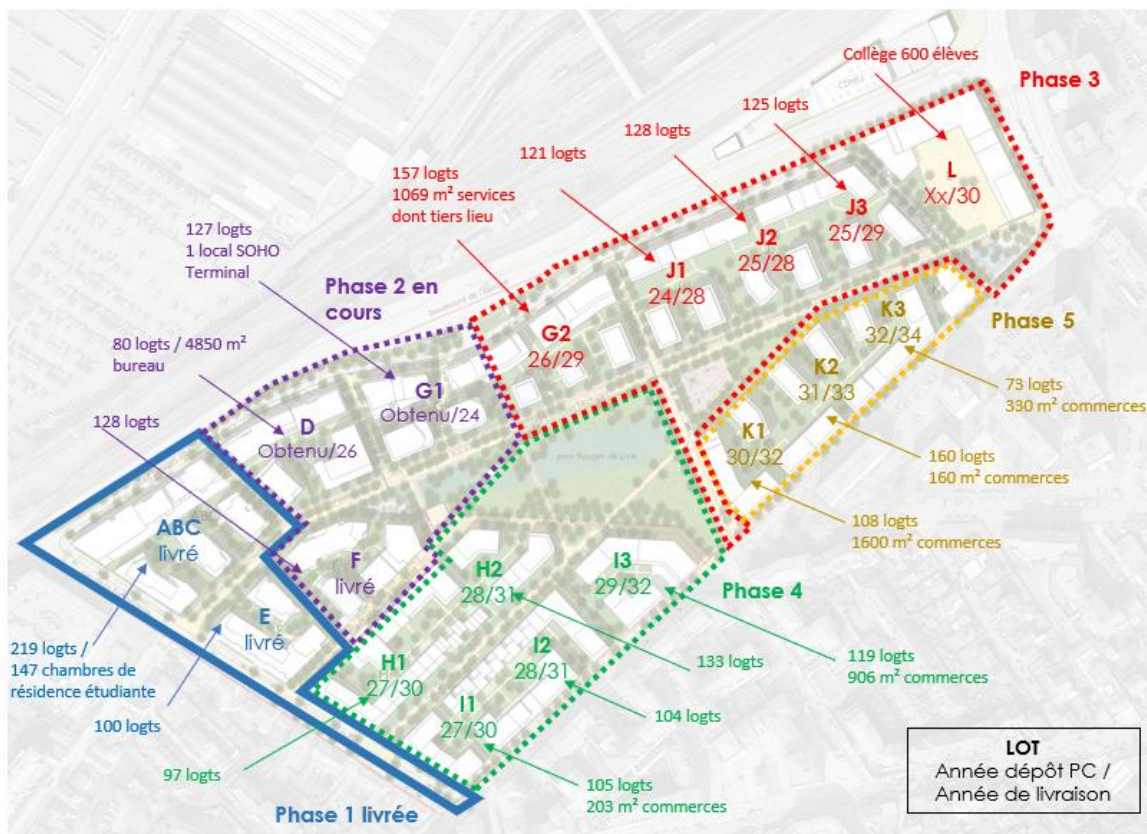 Collège 600 élèves
Phase 3
125 logts
128 logts
121 logts
157 logts
1069 m² services
dont tiers lieu
L
Xx/30
J3
25/29
J2
25/28
J1
24/28
G2
26/29
127 logts
1 local SOHO
Terminal
Phase 2 en
cours
80 logts / 4850 m²
bureau
128 logts
G1
Obtenu/24
D
Obtenu/26
F
livré
K3
32/34
Phase 5
K2
31/33
K1
30/32
73 logts
330 m² commerces
160 logts
160 m² commerces
108 logts
1600 m² commerces
parc Rouget de Lisle
ABC
livré
E
livré
219 logts /
147 chambres de
résidence étudiante
100 logts
Phase 1 livrée
H2
28/31
I3
29/32
Phase 4
H1
27/30
I2
28/31
I1
27/30
133 logts
119 logts
906 m² commerces
104 logts
97 logts
105 logts
203 m² commerces
LOT
Année dépôt PC /
Année de livraison